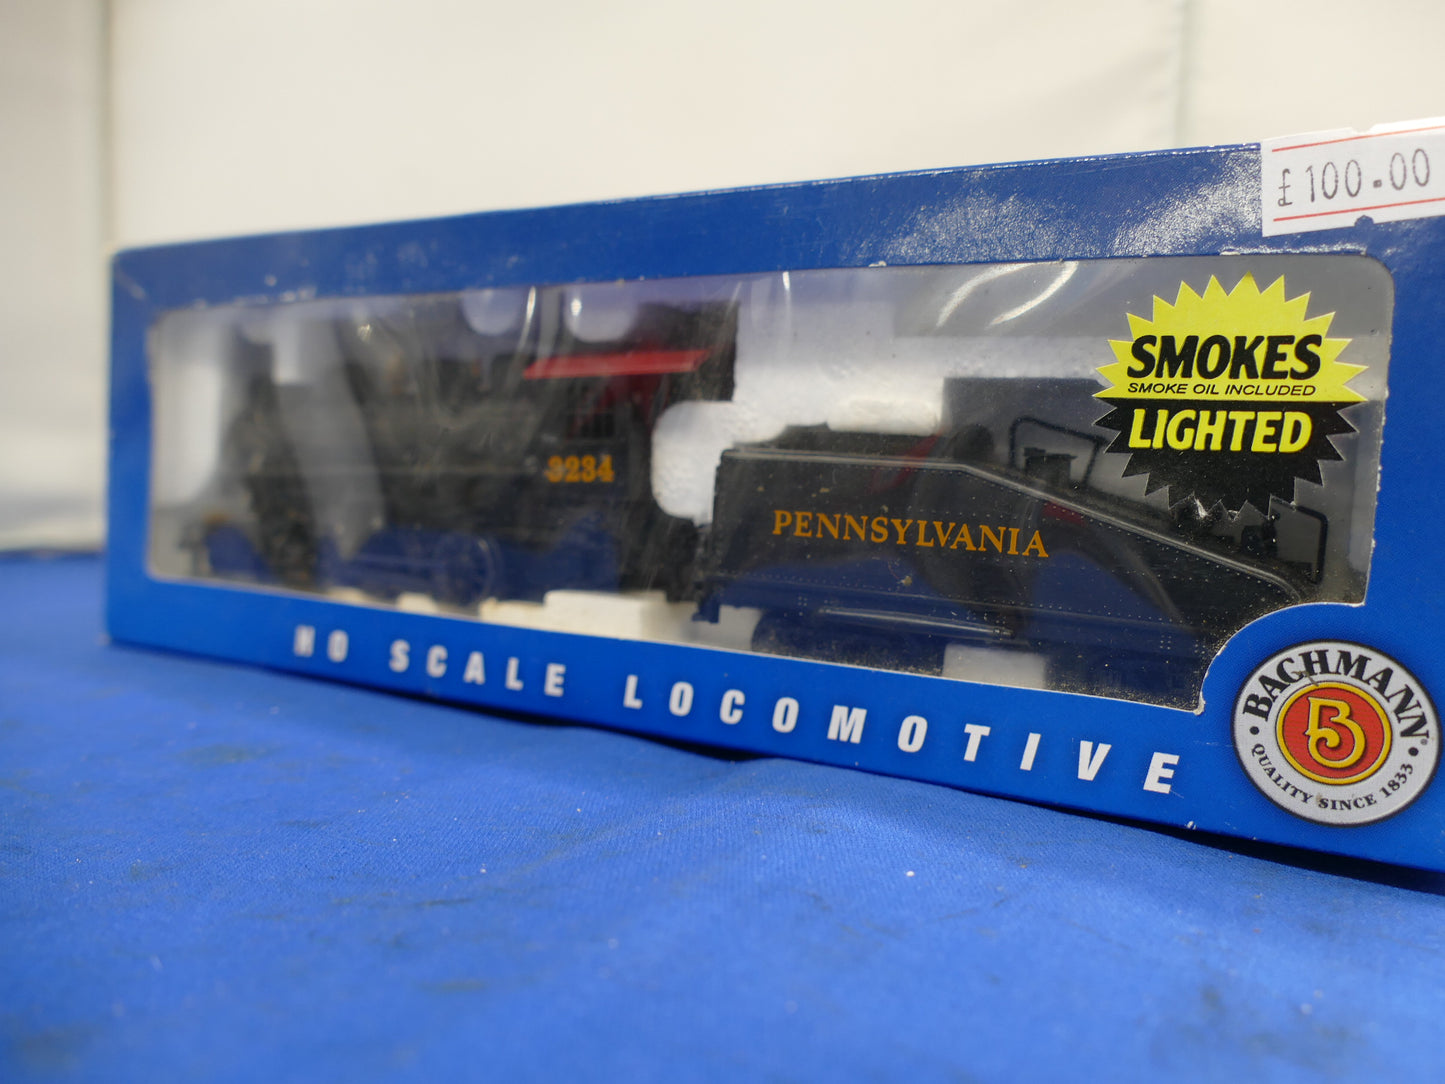 £100.00
SMOKES
SMOKE OIL INCLUDED
LIGHTED
3234
PENNSYLVANIA
HO SCALE LOCOMOTIVE
BACHMANN®
B
• QUALITY SINCE 1833 •